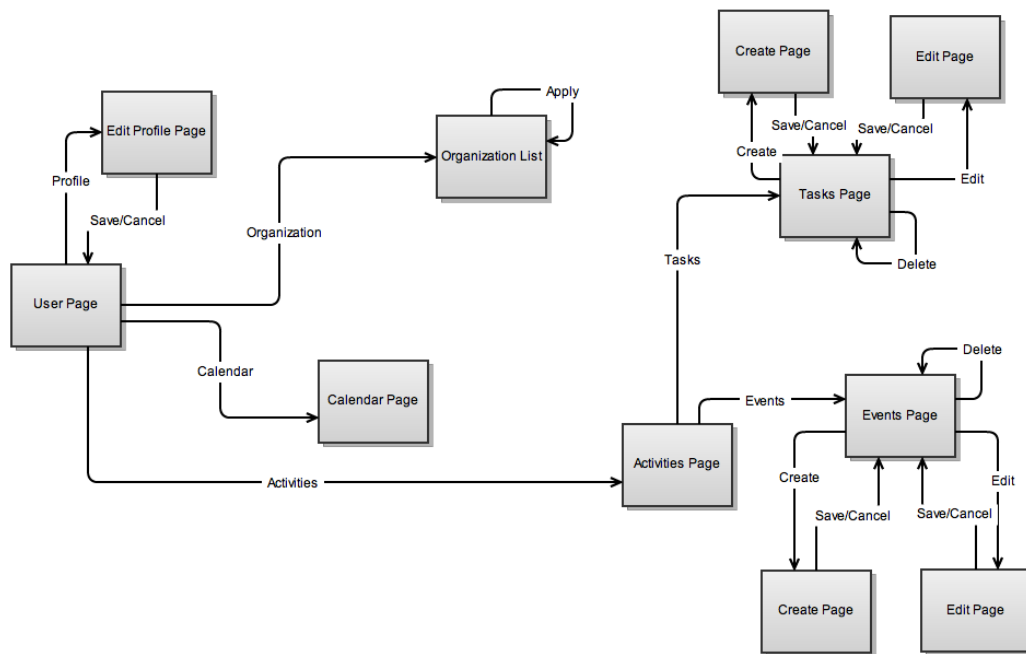 Create Page
Edit Page
Apply
Edit Profile Page
Save/Cancel
Save/Cancel
Organization List
Create
Profile
Edit
Tasks Page
Save/Cancel
Organization
Tasks
Delete
User Page
Delete
Calendar
Calendar Page
Events
Events Page
Activities Page
Create
Edit
Activities
Save/Cancel
Save/Cancel
Create Page
Edit Page